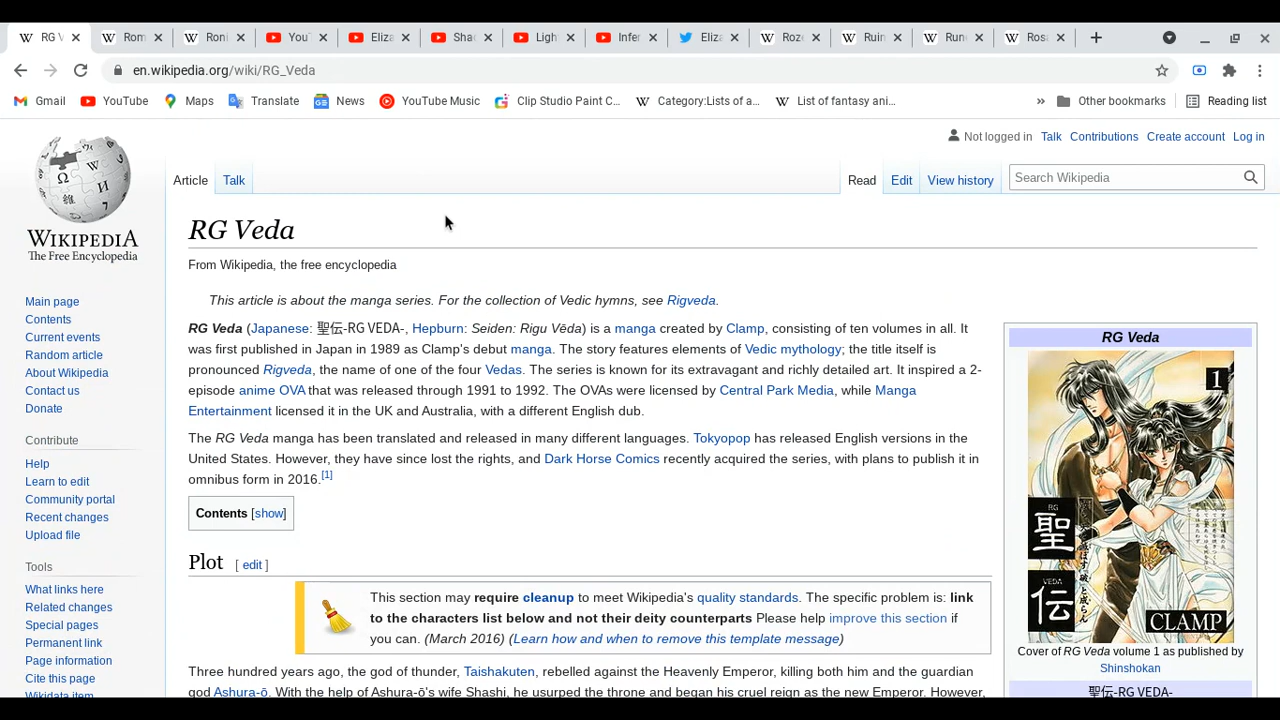 RG V
Rom
Roni
YouT
Eliza
Shad
Ligh
Infer
Eliza
Roze
Ruin
Rune
Rosa
en.wikipedia.org/wiki/RG_Veda
Gmail
YouTube
Maps
Translate
News
YouTube Music
Clip Studio Paint C...
Category:Lists of a...
List of fantasy ani...
»
Other bookmarks
Reading list
Not logged in Talk Contributions Create account Log in
Article Talk
Read Edit View history
Search Wikipedia
WIKIPEDIA
The Free Encyclopedia
Main page
Contents
Current events
Random article
About Wikipedia
Contact us
Donate
Contribute
Help
Learn to edit
Community portal
Recent changes
Upload file
Tools
What links here
Related changes
Special pages
Permanent link
Page information
Cite this page
Wikidata item
RG Veda
From Wikipedia, the free encyclopedia
This article is about the manga series. For the collection of Vedic hymns, see Rigveda.
RG Veda (Japanese: 聖伝-RG VEDA-, Hepburn: Seiden: Rigu Vēda) is a manga created by Clamp, consisting of ten volumes in all. It
was first published in Japan in 1989 as Clamp's debut manga. The story features elements of Vedic mythology; the title itself is
pronounced Rigveda, the name of one of the four Vedas. The series is known for its extravagant and richly detailed art. It inspired a 2-
episode anime OVA that was released through 1991 to 1992. The OVAs were licensed by Central Park Media, while Manga
Entertainment licensed it in the UK and Australia, with a different English dub.
The RG Veda manga has been translated and released in many different languages. Tokyopop has released English versions in the
United States. However, they have since lost the rights, and Dark Horse Comics recently acquired the series, with plans to publish it in
omnibus form in 2016.[1]
Contents [show]
Plot [ edit ]
This section may require cleanup to meet Wikipedia's quality standards. The specific problem is: link
to the characters list below and not their deity counterparts Please help improve this section if
you can. (March 2016) (Learn how and when to remove this template message)
Three hundred years ago, the god of thunder, Taishakuten, rebelled against the Heavenly Emperor, killing both him and the guardian
god Ashura-ō. With the help of Ashura-ō's wife Shashi, he usurped the throne and began his cruel reign as the new Emperor. However,
RG Veda
1
RG
聖
VEDA
伝
CLAMP
Cover of RG Veda volume 1 as published by
Shinshokan
聖伝-RG VEDA-